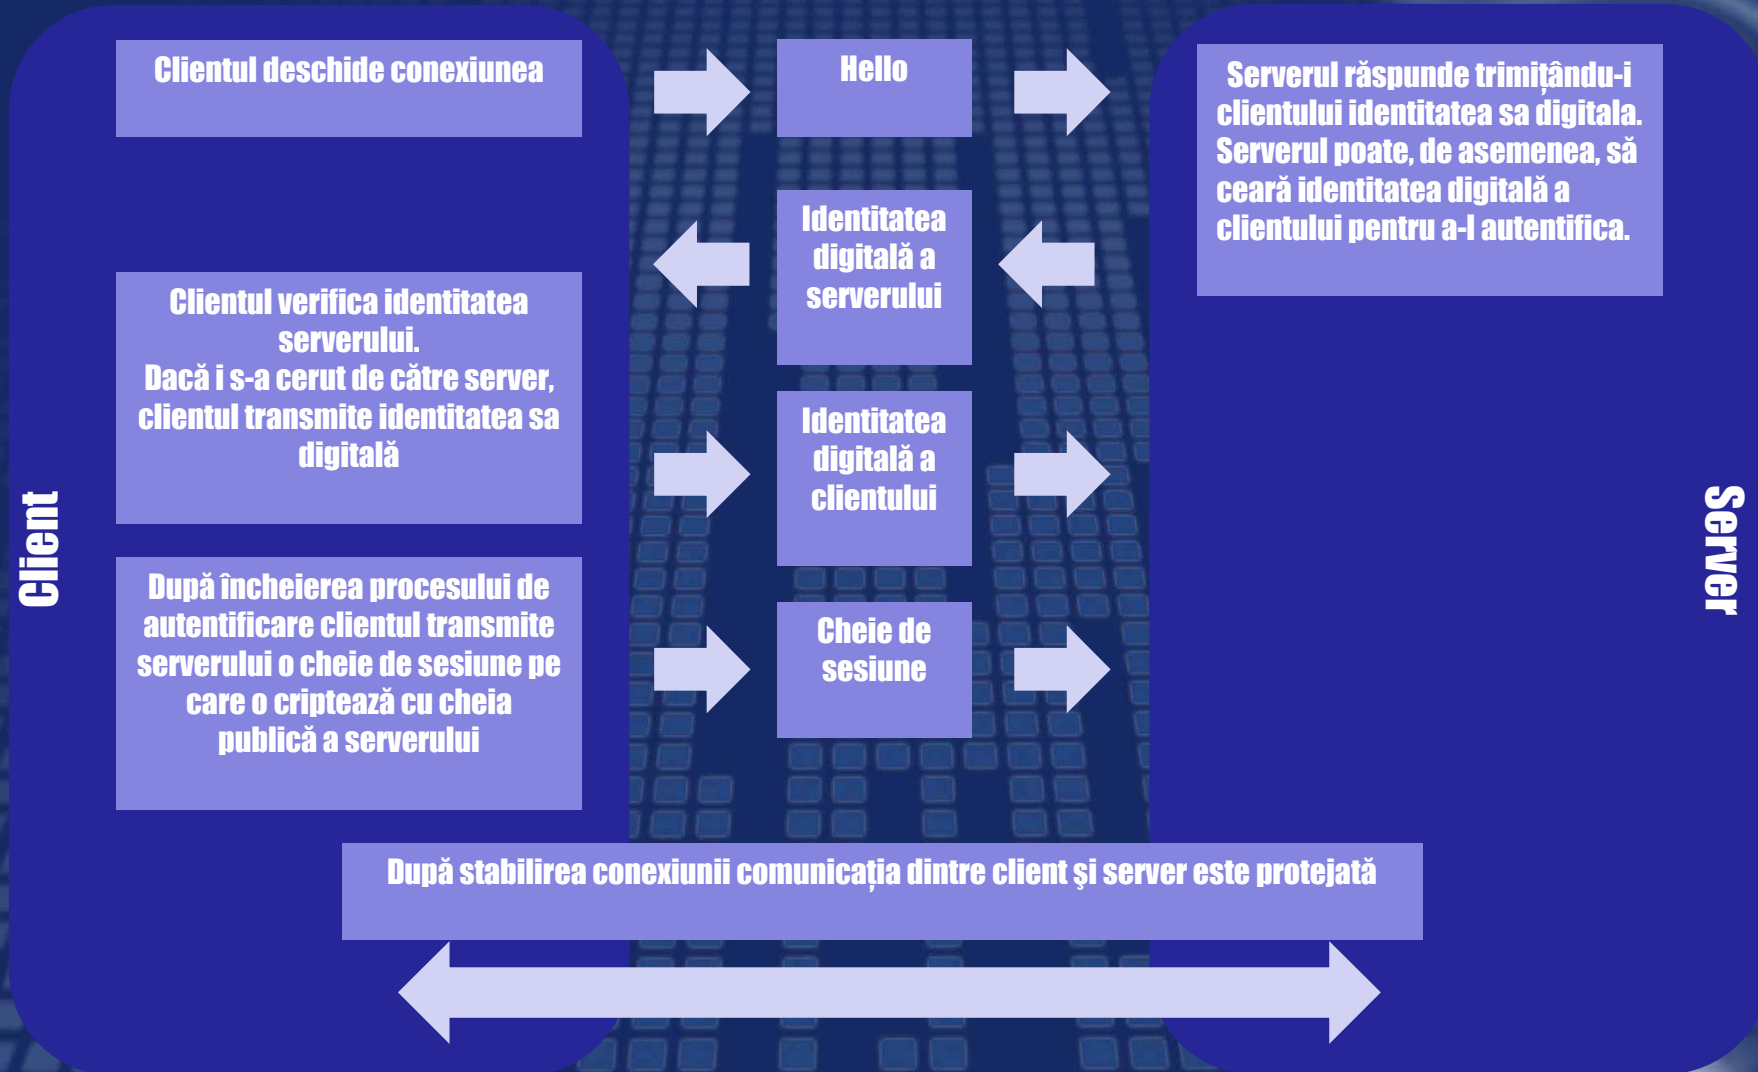 Clientul deschide conexiunea
Hello
Serverul răspunde trimiţându-i
clientului identitatea sa digitala.
Serverul poate, de asemenea, să
ceară identitatea digitală a
clientului pentru a-l autentifica.
Identitatea
digitală a
serverului
Clientul verifica identitatea
serverului.
Dacă i s-a cerut de către server,
clientul transmite identitatea sa
digitală
Identitatea
digitală a
clientului
Client
Server
După încheierea procesului de
autentificare clientul transmite
serverului o cheie de sesiune pe
care o criptează cu cheia
publică a serverului
Cheie de
sesiune
După stabilirea conexiunii comunicaţia dintre client şi server este protejată